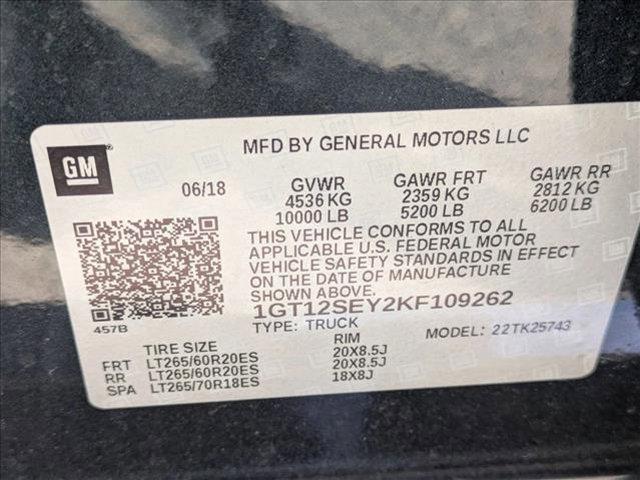 MFD BY GENERAL MOTORS LLC
GM
06/18
GVWR
4536 KG
10000 LB
GAWR FRT
2359 KG
5200 LB
GAWR RR
2812 KG
6200 LB
THIS VEHICLE CONFORMS TO ALL
APPLICABLE U.S. FEDERAL MOTOR
VEHICLE SAFETY STANDARDS IN EFFECT
ON THE DATE OF MANUFACTURE
SHOWN ABOVE.
457B
1GT12SEY2KF109262
TYPE: TRUCK
MODEL: 22TK25743
TIRE SIZE RIM
FRT LT265/60R20ES 20X8.5J
RR LT265/60R20ES 20X8.5J
SPA LT265/70R18ES 18X8J